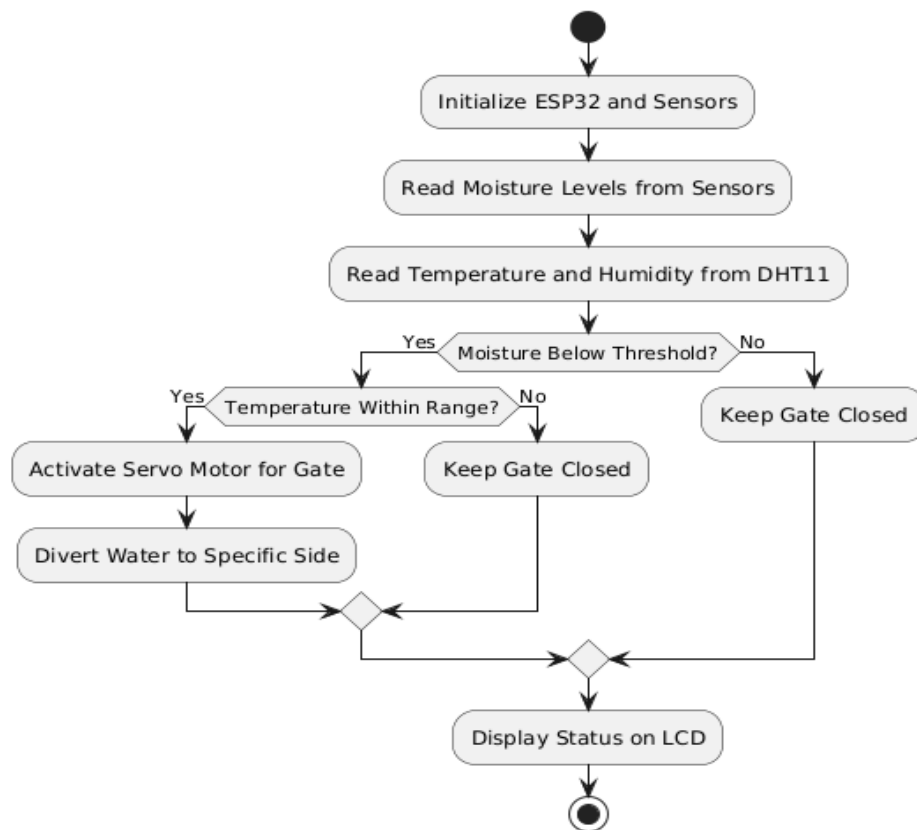 Initialize ESP32 and Sensors
Read Moisture Levels from Sensors
Read Temperature and Humidity from DHT11
Yes
Moisture Below Threshold?
No
Yes
Temperature Within Range?
No
Keep Gate Closed
Activate Servo Motor for Gate
Keep Gate Closed
Divert Water to Specific Side
Display Status on LCD